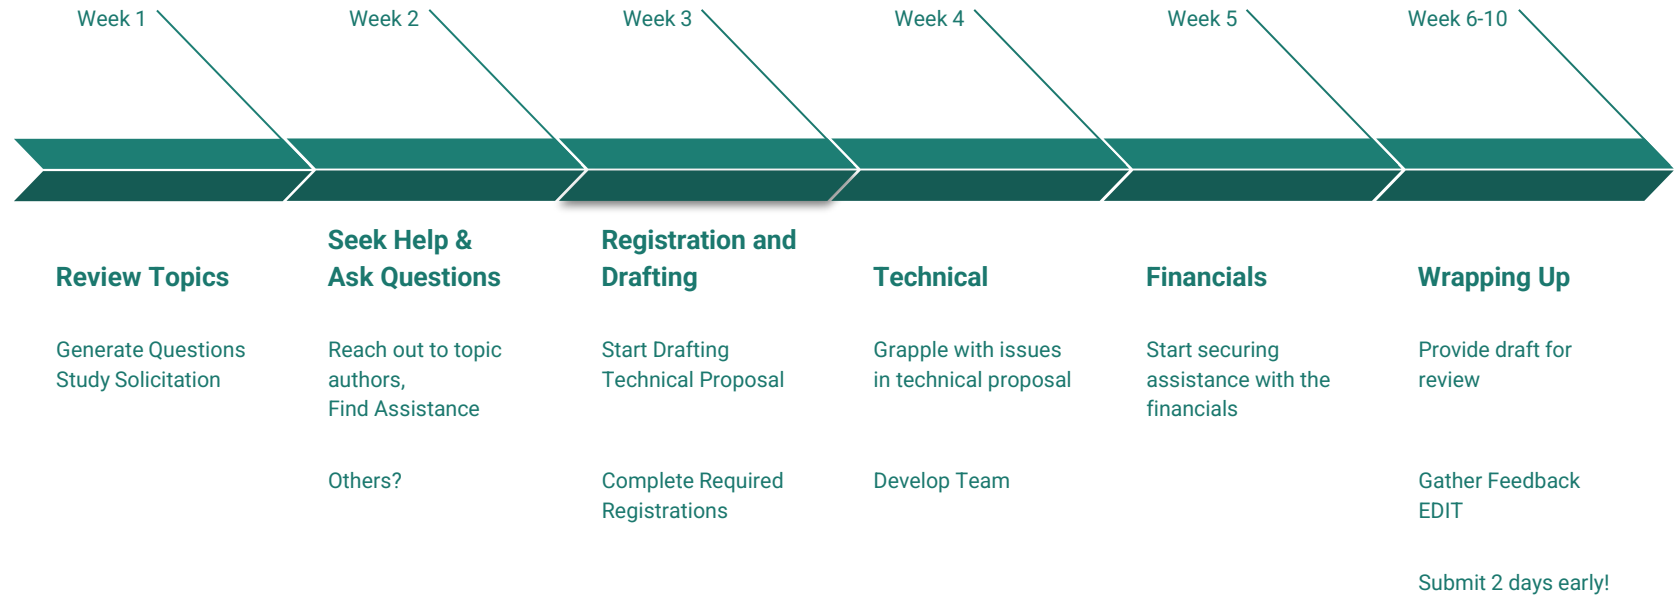 Week 1
Week 2
Week 3
Week 4
Week 5
Week 6-10
Review Topics
Generate Questions
Study Solicitation
Seek Help &
Ask Questions
Reach out to topic
authors,
Find Assistance
Others?
Registration and
Drafting
Start Drafting
Technical Proposal
Complete Required
Registrations
Technical
Grapple with issues
in technical proposal
Develop Team
Financials
Start securing
assistance with the
financials
Wrapping Up
Provide draft for
review
Gather Feedback
EDIT
Submit 2 days early!